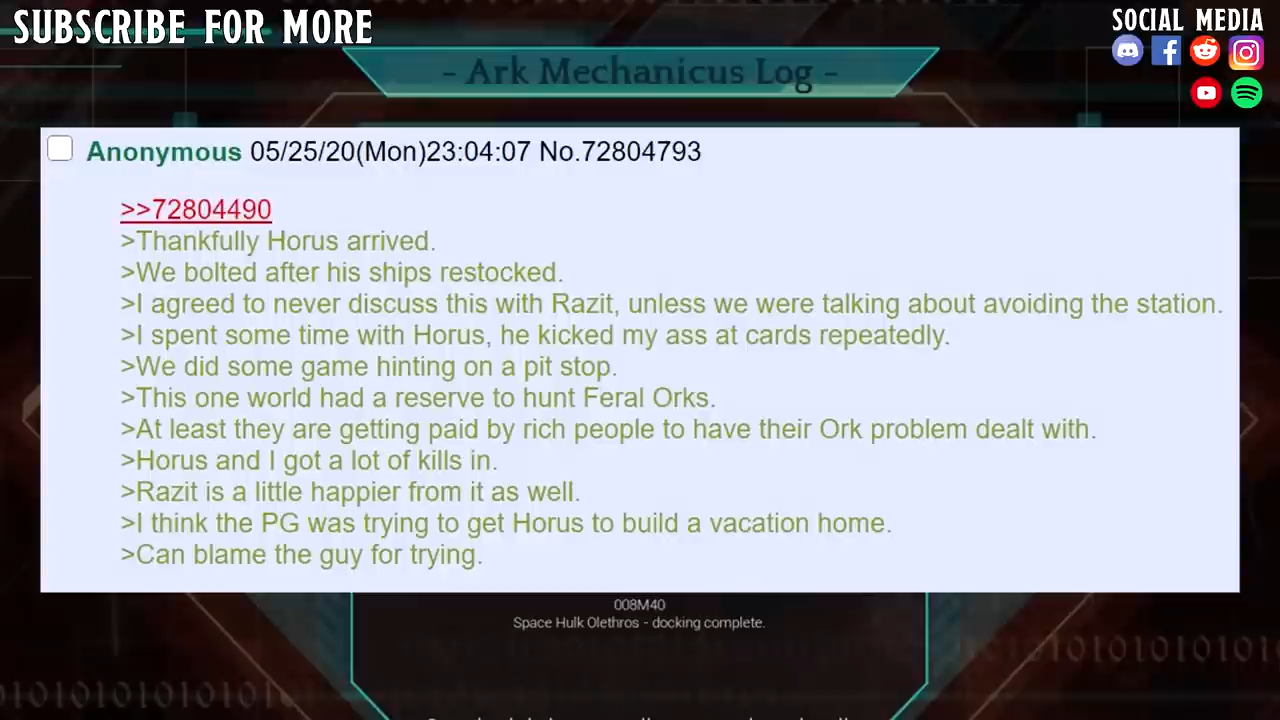 SUBSCRIBE FOR MORE
SOCIAL MEDIA
- Ark Mechanicus Log -
Anonymous 05/25/20(Mon)23:04:07 No.72804793
>>72804490
>Thankfully Horus arrived.
>We bolted after his ships restocked.
>I agreed to never discuss this with Razit, unless we were talking about avoiding the station.
>I spent some time with Horus, he kicked my ass at cards repeatedly.
>We did some game hinting on a pit stop.
>This one world had a reserve to hunt Feral Orks.
>At least they are getting paid by rich people to have their Ork problem dealt with.
>Horus and I got a lot of kills in.
>Razit is a little happier from it as well.
>I think the PG was trying to get Horus to build a vacation home.
>Can blame the guy for trying.
008M40
Space Hulk Olethros - docking complete.